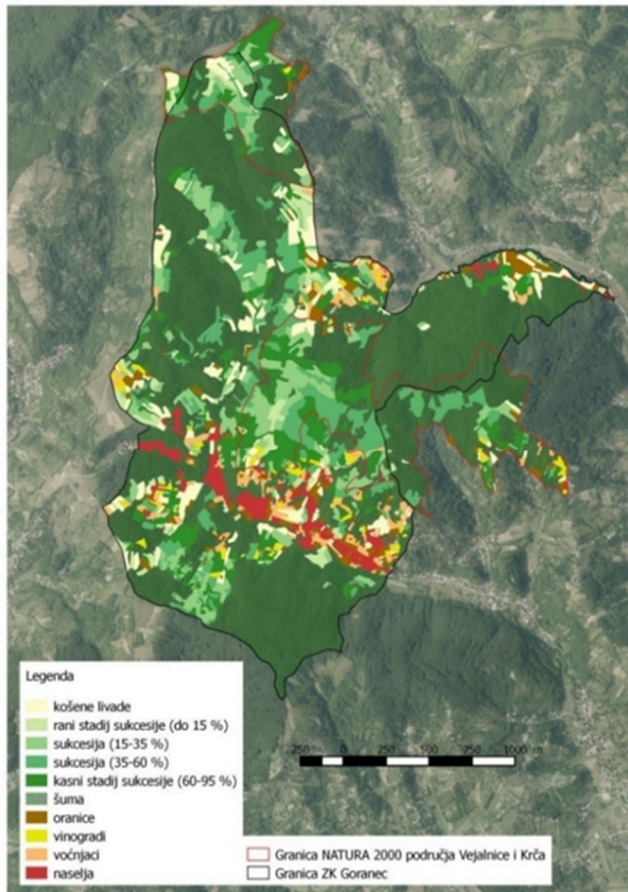 Legenda
košene livade
rani stadij sukcesije (do 15 %)
sukcesija (15-35 %)
sukcesija (35-60 %)
kasni stadij sukcesije (60-95 %)
šuma
oranice
vinogradi
voćnjaci
naselja
250 0 250 500 750 1000 m
Granica NATURA 2000 područja Vejalnice i Krča
Granica ZK Goranec